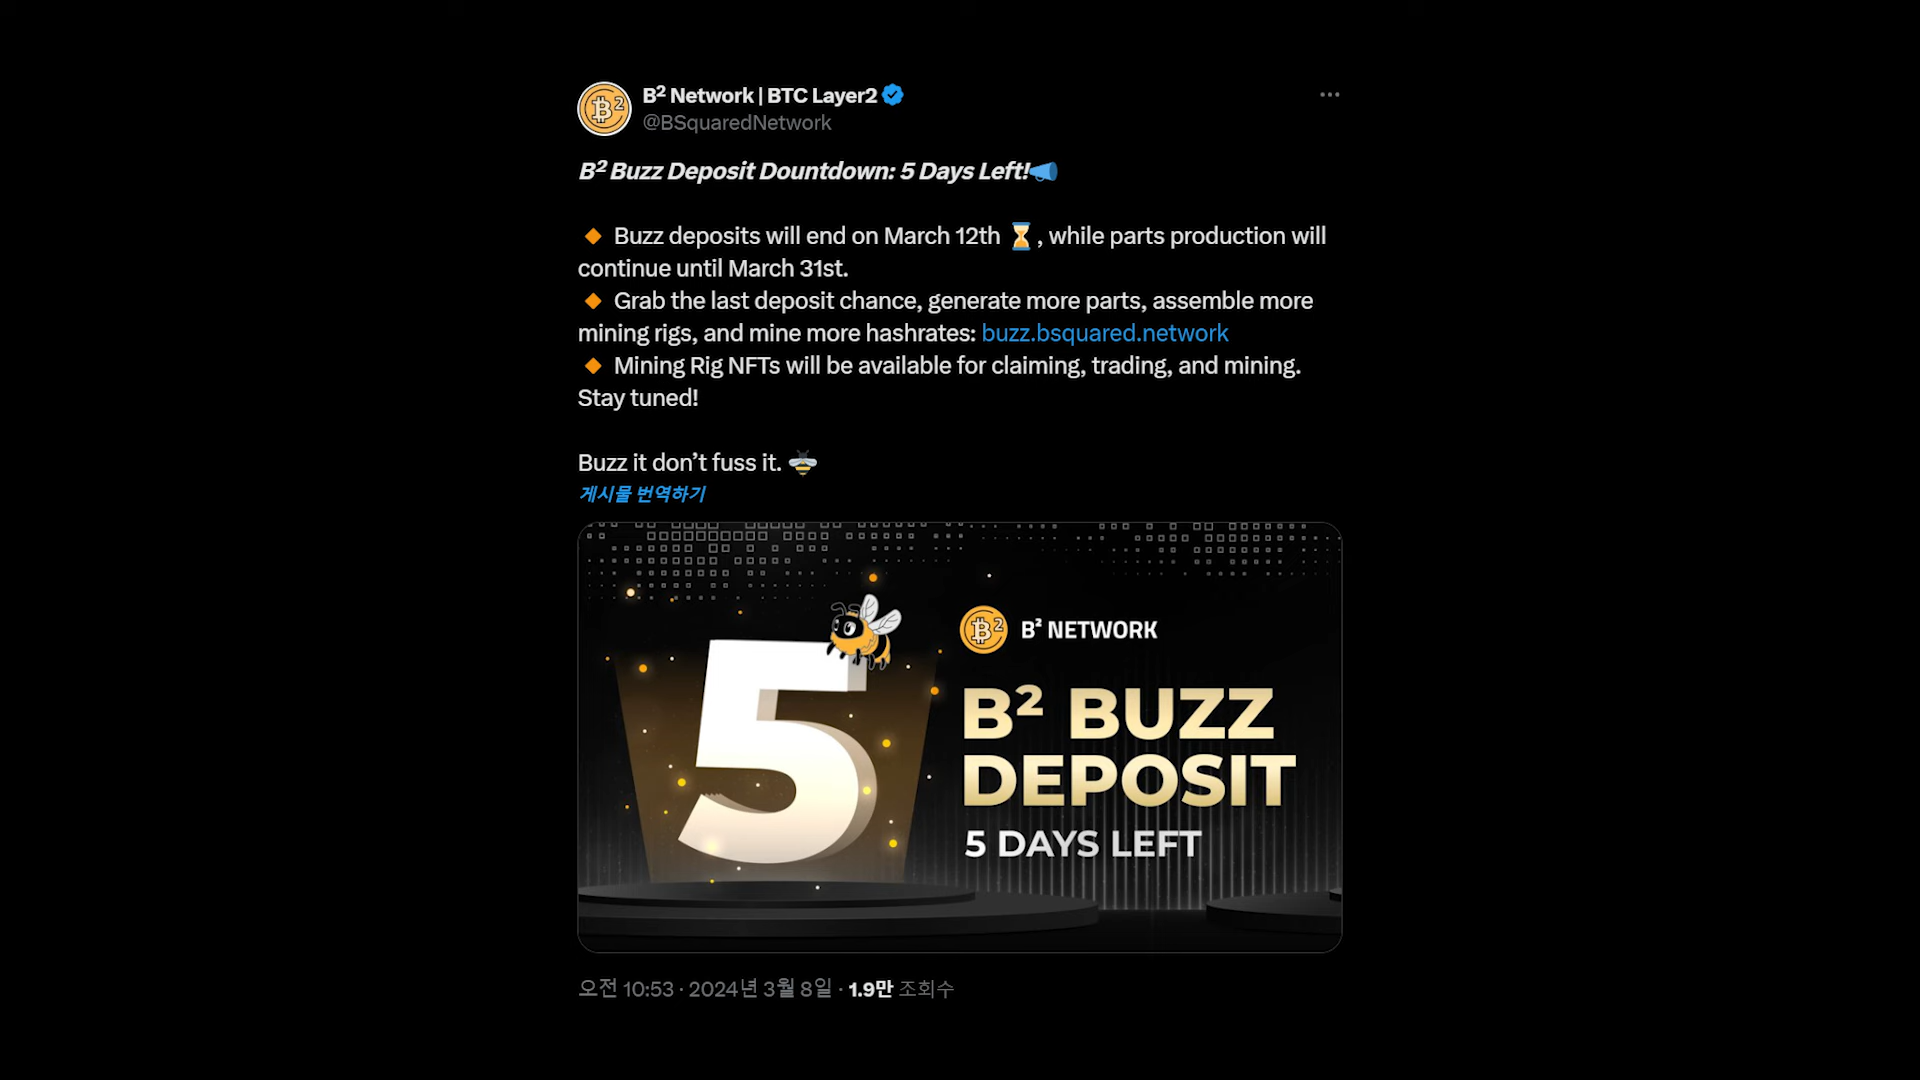 B² Network | BTC Layer2
@BSquaredNetwork
B² Buzz Deposit Dountdown: 5 Days Left!📣
🔸 Buzz deposits will end on March 12th ⏳, while parts production will
continue until March 31st.
🔸 Grab the last deposit chance, generate more parts, assemble more
mining rigs, and mine more hashrates: buzz.bsquared.network
🔸 Mining Rig NFTs will be available for claiming, trading, and mining.
Stay tuned!
Buzz it don’t fuss it. 🐝
게시물 번역하기
5
B² NETWORK
B² BUZZ
DEPOSIT
5 DAYS LEFT
오전 10:53 · 2024년 3월 8일 · 1.9만 조회수